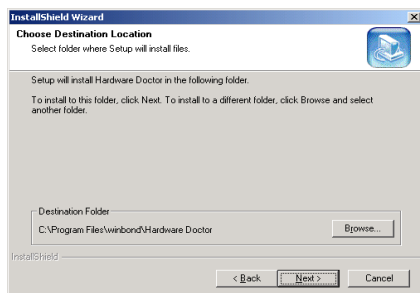 InstallShield Wizard
Choose Destination Location
Select folder where Setup will install files.
Setup will install Hardware Doctor in the following folder.
To install to this folder, click Next. To install to a different folder, click Browse and select
another folder.
Destination Folder
C:\Program Files\winbond\Hardware Doctor
Browse...
InstallShield
< Back
Next >
Cancel